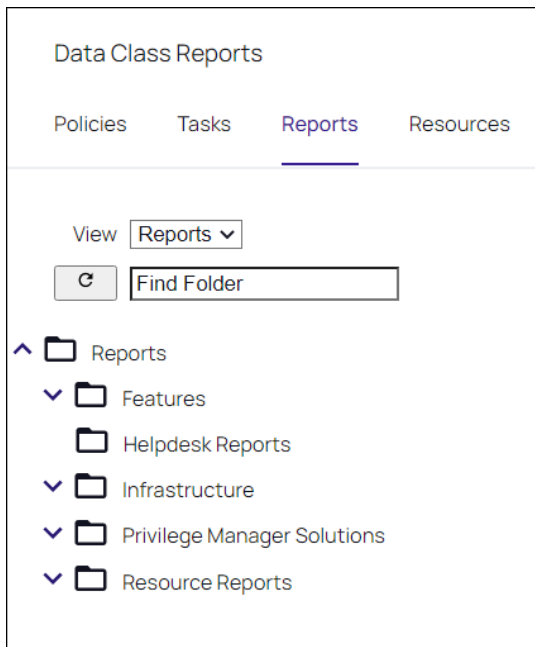 Data Class Reports
Policies Tasks Reports Resources
View Reports
Find Folder
Reports
Features
Helpdesk Reports
Infrastructure
Privilege Manager Solutions
Resource Reports